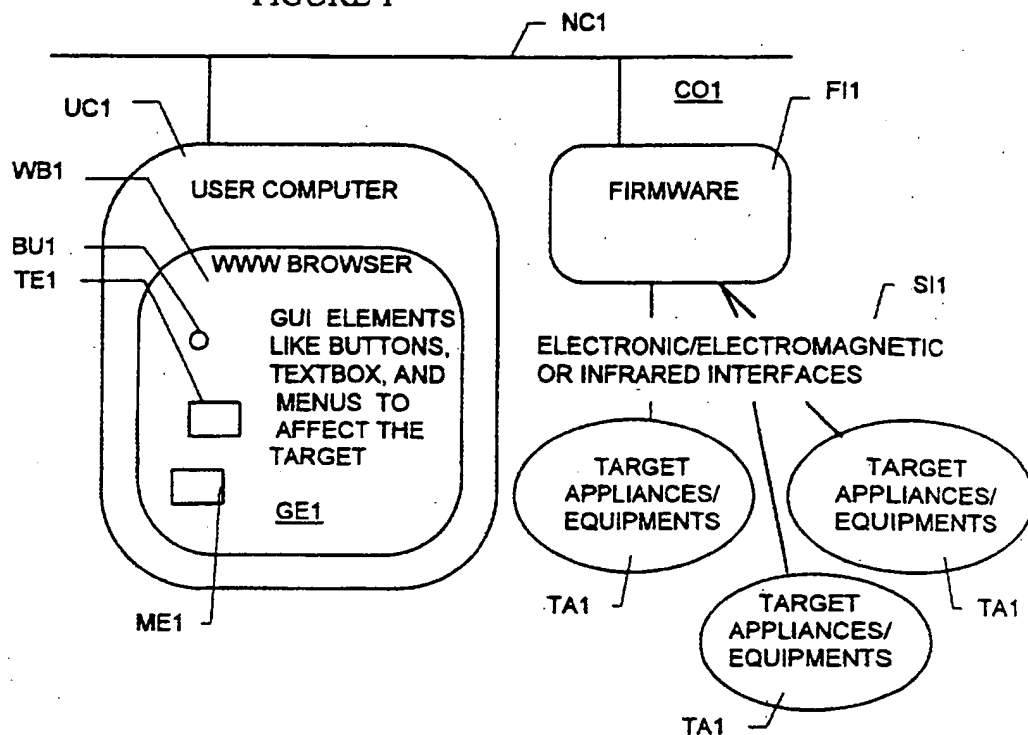 FIGURE 1
NC1
CO1
FI1
UC1
WB1
USER COMPUTER
FIRMWARE
BU1
TE1
WWW BROWSER
SI1
GUI ELEMENTS
LIKE BUTTONS,
TEXTBOX, AND
MENUS TO
AFFECT THE
TARGET
GE1
ELECTRONIC/ELECTROMAGNETIC
OR INFRARED INTERFACES
TARGET
APPLIANCES/
EQUIPMENTS
TARGET
APPLIANCES/
EQUIPMENTS
ME1
TA1
TARGET
APPLIANCES/
EQUIPMENTS
TA1
TA1